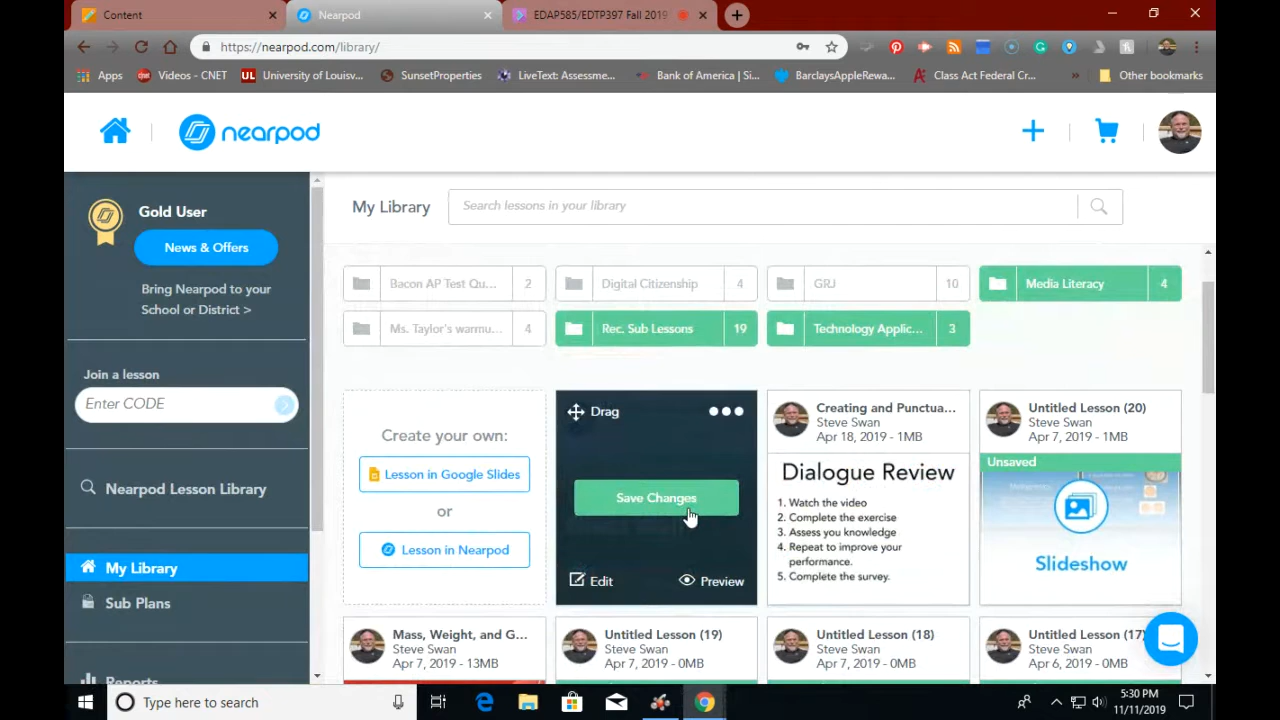 Content
Nearpod
EDAP585/EDTP397 Fall 2019
https://nearpod.com/library/
Apps
Videos - CNET
University of Louisv...
SunsetProperties
LiveText: Assessme...
Bank of America | Si...
BarclaysAppleRewa...
Class Act Federal Cr...
Other bookmarks
nearpod
Gold User
News & Offers
Bring Nearpod to your
School or District >
Join a lesson
Enter CODE
Nearpod Lesson Library
My Library
Sub Plans
Reports
My Library
Search lessons in your library
Bacon AP Test Qu... 2
Digital Citizenship 4
GRJ 10
Media Literacy 4
Ms. Taylor's warmu... 4
Rec. Sub Lessons 19
Technology Applic... 3
Create your own:
Lesson in Google Slides
or
Lesson in Nearpod
Drag
Save Changes
Edit
Preview
Creating and Punctua...
Steve Swan
Apr 18, 2019 - 1MB
Dialogue Review
1. Watch the video
2. Complete the exercise
3. Assess you knowledge
4. Repeat to improve your
performance.
5. Complete the survey.
Untitled Lesson (20)
Steve Swan
Apr 7, 2019 - 1MB
Unsaved
Slideshow
Mass, Weight, and G...
Steve Swan
Apr 7, 2019 - 13MB
Untitled Lesson (19)
Steve Swan
Apr 7, 2019 - 0MB
Untitled Lesson (18)
Steve Swan
Apr 7, 2019 - 0MB
Untitled Lesson (17)
Steve Swan
Apr 6, 2019 - 0MB
Type here to search
5:30 PM
11/11/2019